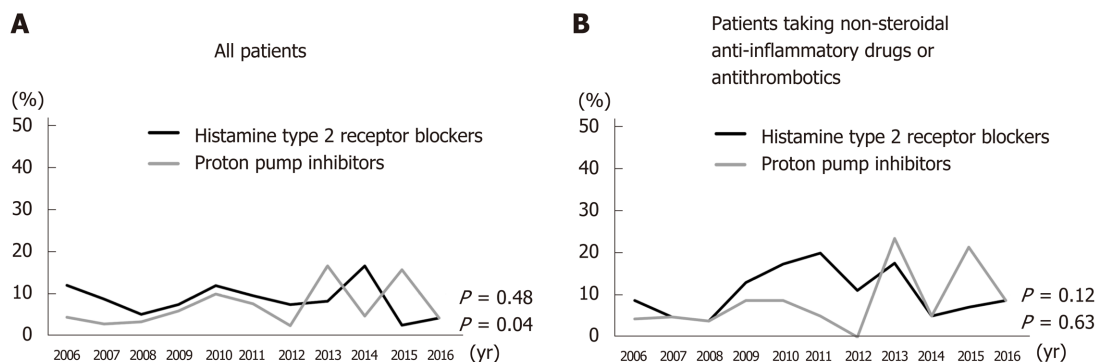 A
All patients
(%)
50
40
30
20
10
0
Histamine type 2 receptor blockers
Proton pump inhibitors
P = 0.48
P = 0.04
2006 2007 2008 2009 2010 2011 2012 2013 2014 2015 2016 (yr)
B
Patients taking non-steroidal
anti-inflammatory drugs or
antithrombotics
(%)
50
40
30
20
10
0
Histamine type 2 receptor blockers
Proton pump inhibitors
P = 0.12
P = 0.63
2006 2007 2008 2009 2010 2011 2012 2013 2014 2015 2016 (yr)